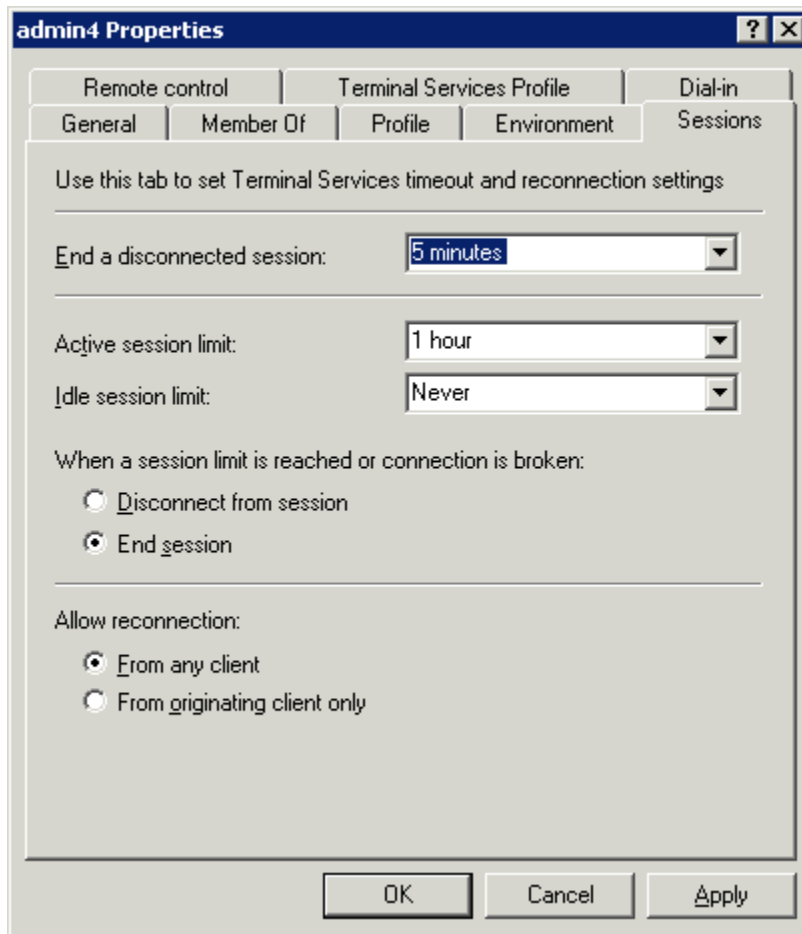 admin4 Properties
Remote control
Terminal Services Profile
Dial-in
General
Member Of
Profile
Environment
Sessions
Use this tab to set Terminal Services timeout and reconnection settings
End a disconnected session:
5 minutes
Active session limit:
1 hour
Idle session limit:
Never
When a session limit is reached or connection is broken:
Disconnect from session
End session
Allow reconnection:
From any client
From originating client only
OK
Cancel
Apply